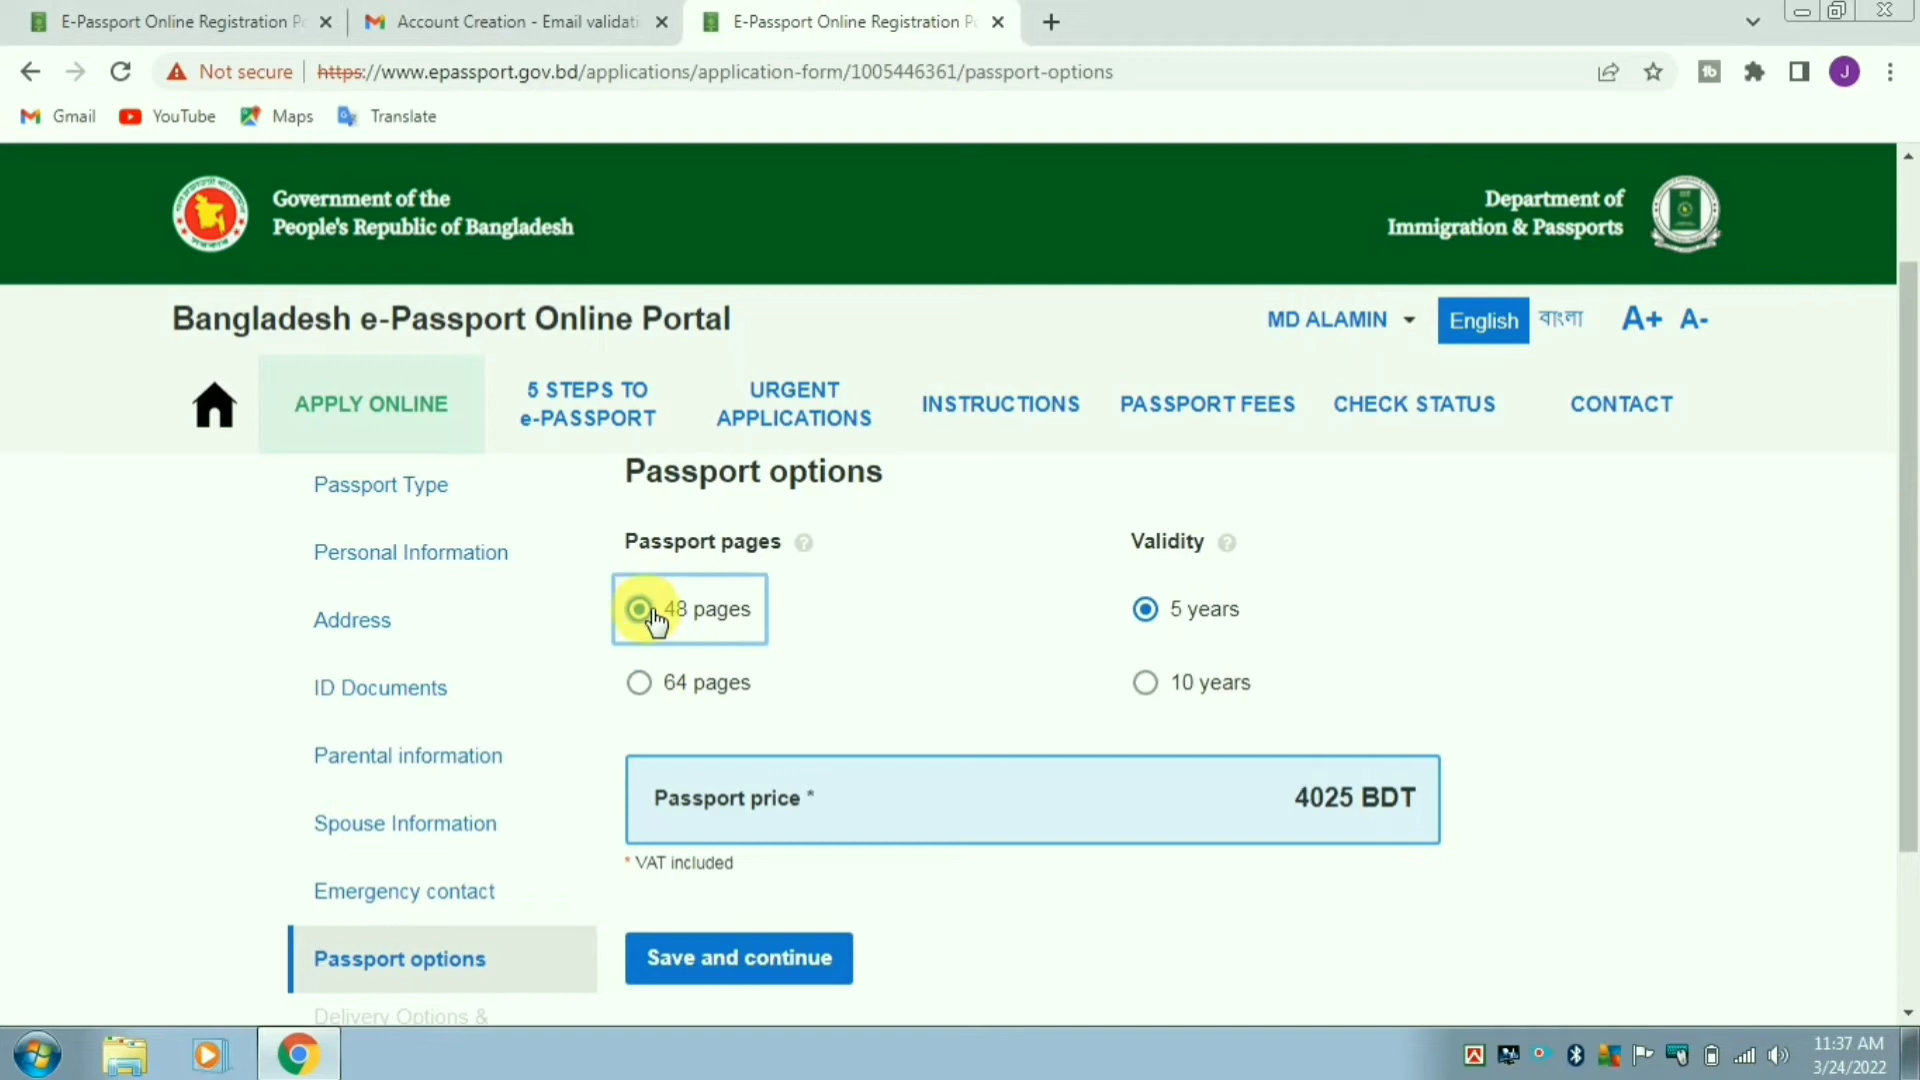 E-Passport Online Registration Po
Account Creation - Email validati
E-Passport Online Registration Po
Not secure
https://www.epassport.gov.bd/applications/application-form/1005446361/passport-options
J
Gmail
YouTube
Maps
Translate
Government of the
People's Republic of Bangladesh
Department of
Immigration & Passports
Bangladesh e-Passport Online Portal
MD ALAMIN
English
বাংলা
A+
A-
APPLY ONLINE
5 STEPS TO
e-PASSPORT
URGENT
APPLICATIONS
INSTRUCTIONS
PASSPORT FEES
CHECK STATUS
CONTACT
Passport Type
Personal Information
Address
ID Documents
Parental information
Spouse Information
Emergency contact
Passport options
Delivery Options &
Passport options
Passport pages
?
48 pages
64 pages
Validity
?
5 years
10 years
Passport price *
4025 BDT
* VAT included
Save and continue
11:37 AM
3/24/2022